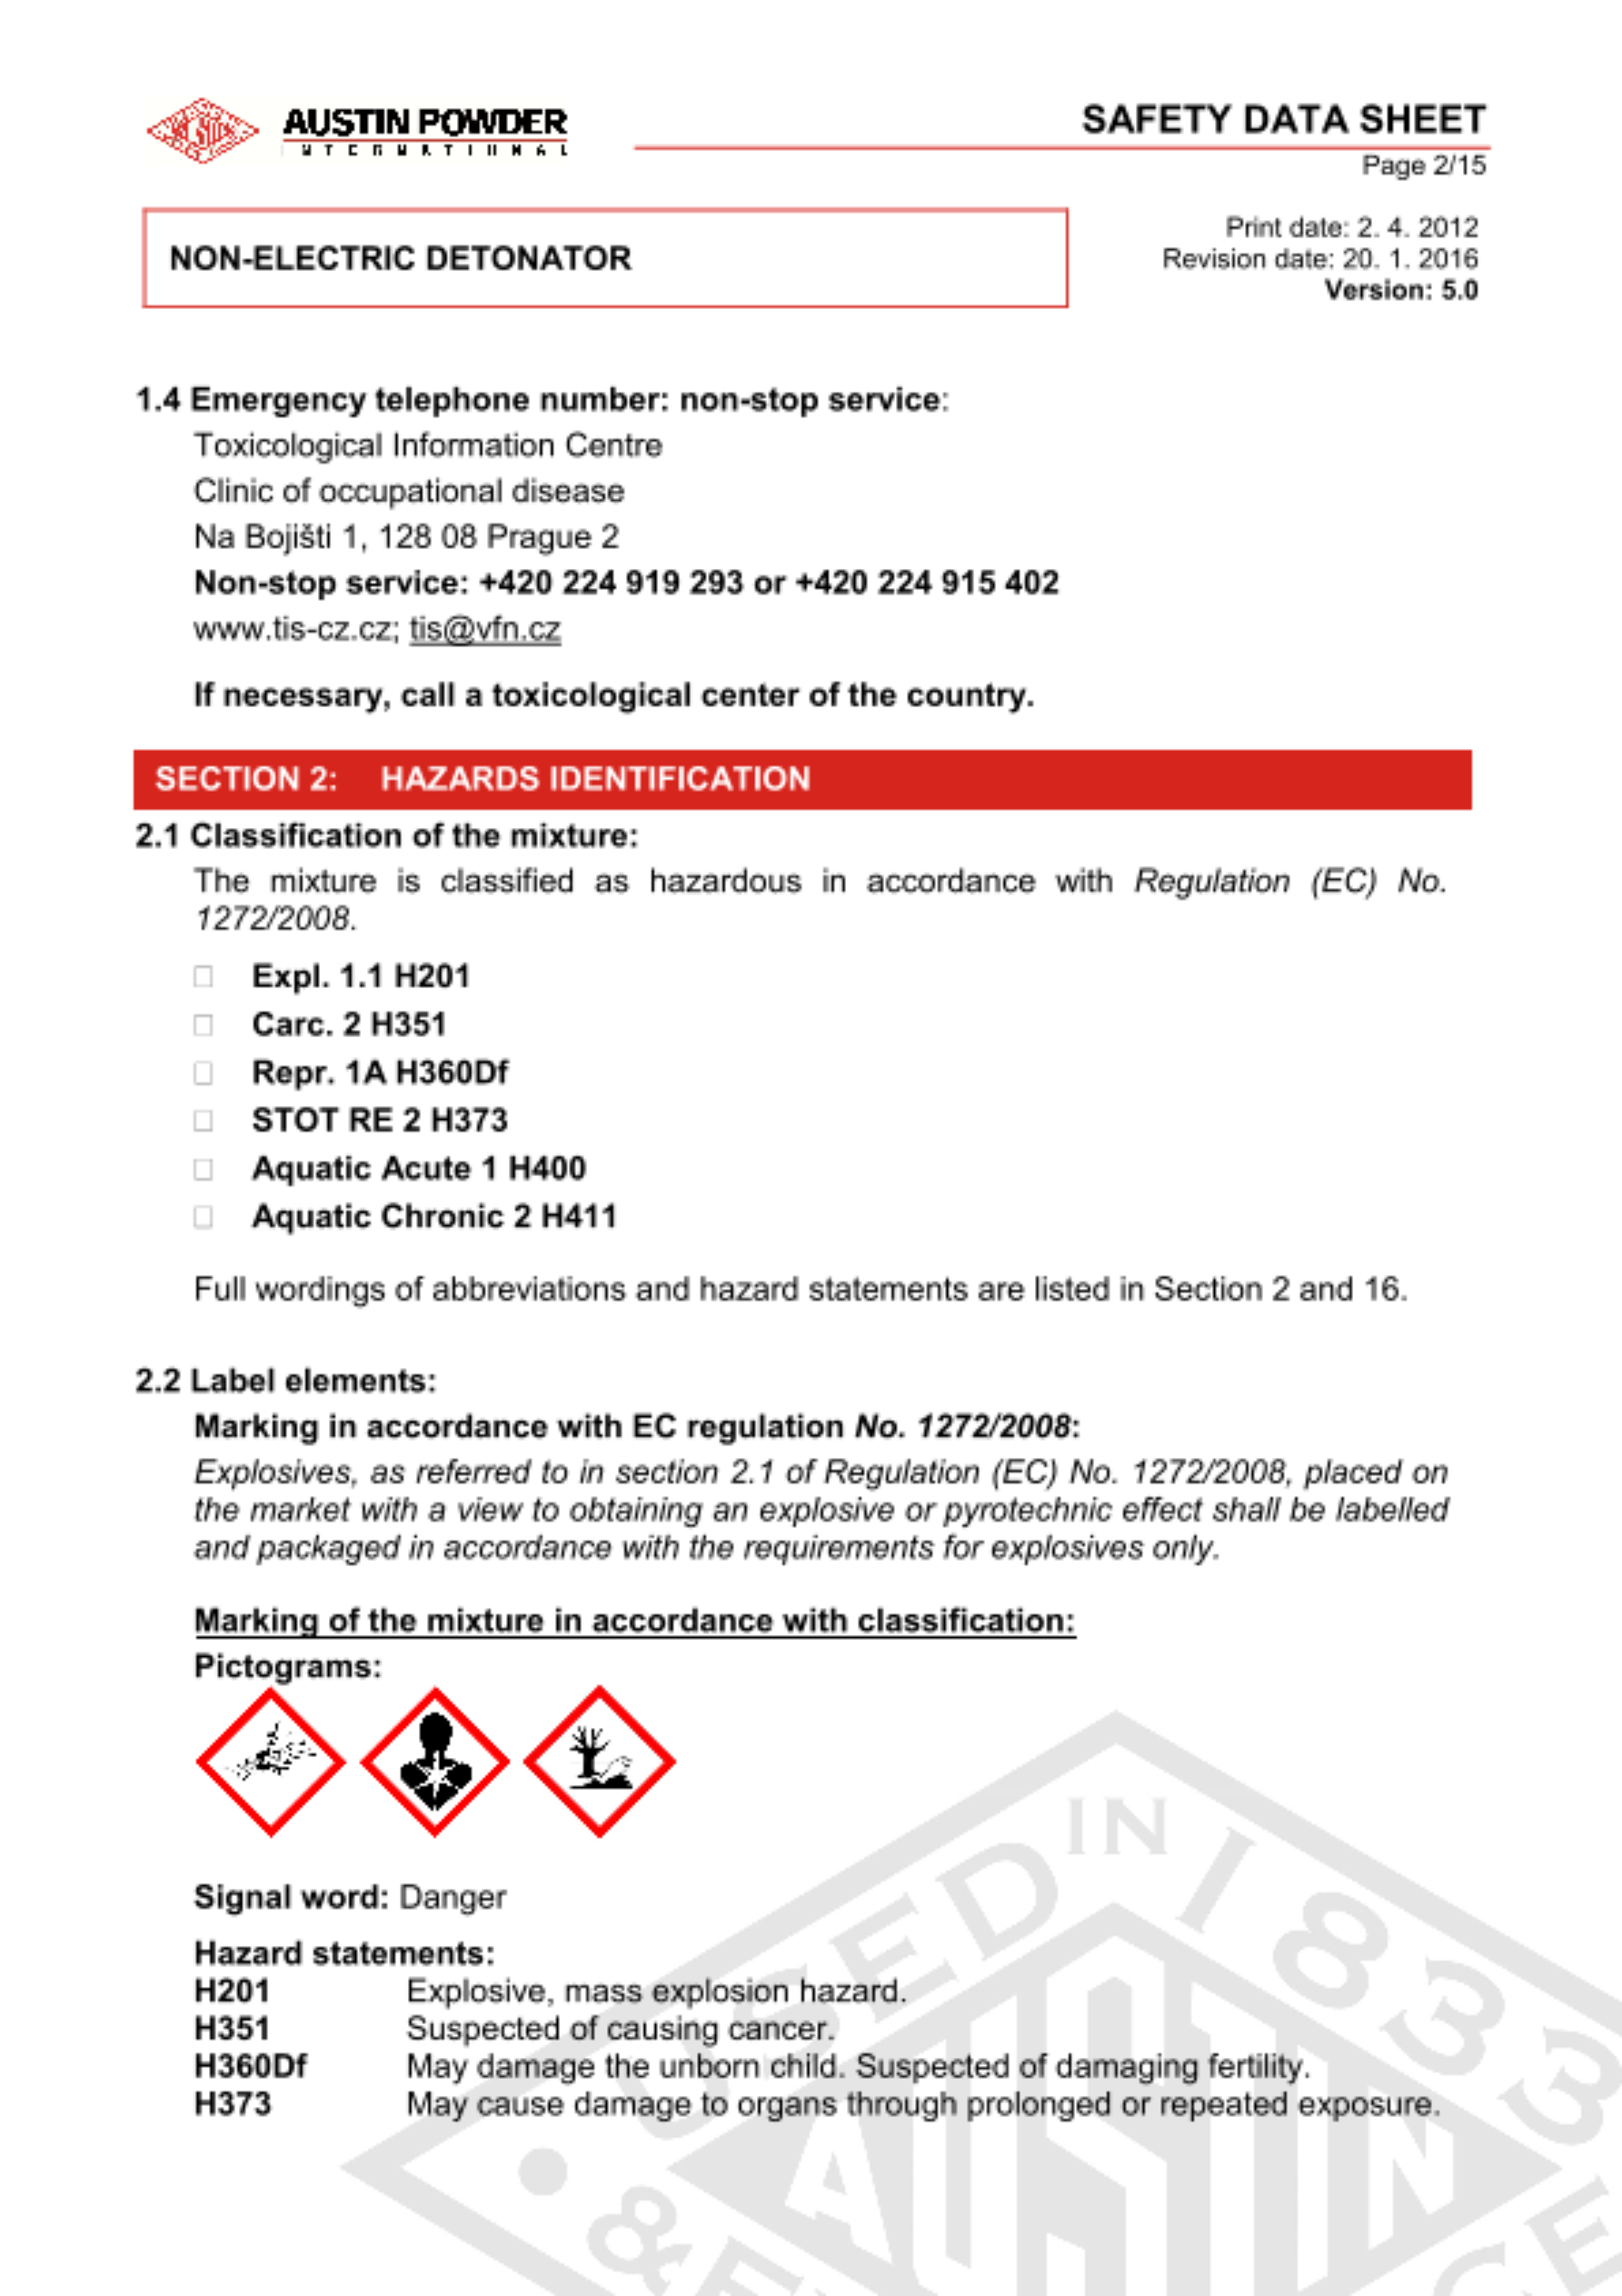 AUSTIN POWDER
INTERNATIONAL
SAFETY DATA SHEET
Page 2/15
NON-ELECTRIC DETONATOR
Print date: 2. 4. 2012
Revision date: 20. 1. 2016
Version: 5.0
1.4 Emergency telephone number: non-stop service:
Toxicological Information Centre
Clinic of occupational disease
Na Bojišti 1, 128 08 Prague 2
Non-stop service: +420 224 919 293 or +420 224 915 402
www.tis-cz.cz; tis@vfn.cz
If necessary, call a toxicological center of the country.
SECTION 2: HAZARDS IDENTIFICATION
2.1 Classification of the mixture:
The mixture is classified as hazardous in accordance with Regulation (EC) No.
1272/2008.
□ Expl. 1.1 H201
□ Carc. 2 H351
□ Repr. 1A H360Df
□ STOT RE 2 H373
□ Aquatic Acute 1 H400
□ Aquatic Chronic 2 H411
Full wordings of abbreviations and hazard statements are listed in Section 2 and 16.
2.2 Label elements:
Marking in accordance with EC regulation No. 1272/2008:
Explosives, as referred to in section 2.1 of Regulation (EC) No. 1272/2008, placed on
the market with a view to obtaining an explosive or pyrotechnic effect shall be labelled
and packaged in accordance with the requirements for explosives only.
Marking of the mixture in accordance with classification:
Pictograms:
Signal word: Danger
Hazard statements:
H201 Explosive, mass explosion hazard.
H351 Suspected of causing cancer.
H360Df May damage the unborn child. Suspected of damaging fertility.
H373 May cause damage to organs through prolonged or repeated exposure.
USED IN 1833
AUSTIN